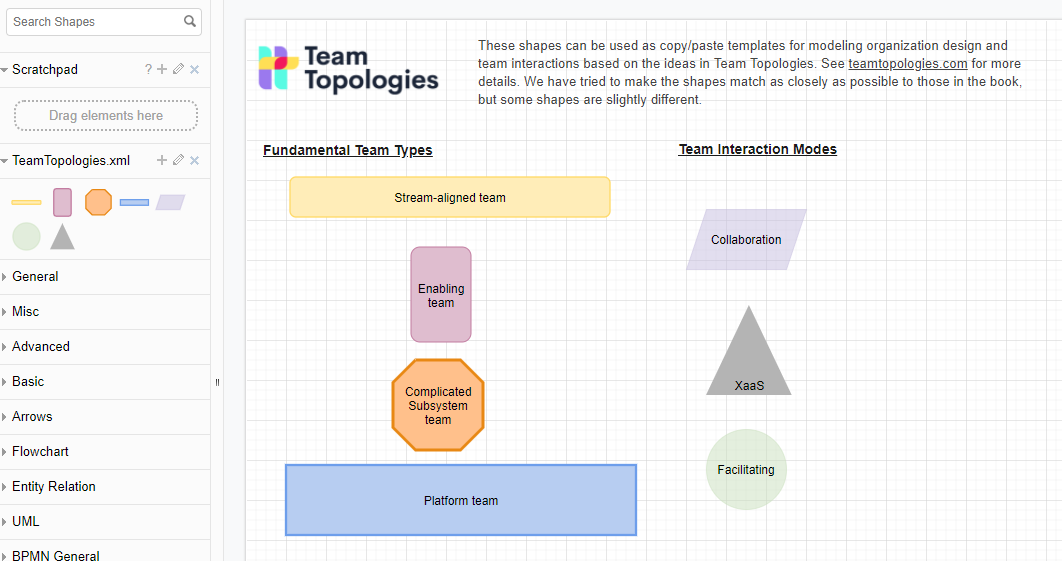 Search Shapes
Scratchpad
?
Drag elements here
TeamTopologies.xml
General
Misc
Advanced
Basic
Arrows
Flowchart
Entity Relation
UML
BPMN General
Team
Topologies
These shapes can be used as copy/paste templates for modeling organization design and
team interactions based on the ideas in Team Topologies. See teamtopologies.com for more
details. We have tried to make the shapes match as closely as possible to those in the book,
but some shapes are slightly different.
Fundamental Team Types
Stream-aligned team
Enabling
team
Complicated
Subsystem
team
Platform team
Team Interaction Modes
Collaboration
XaaS
Facilitating